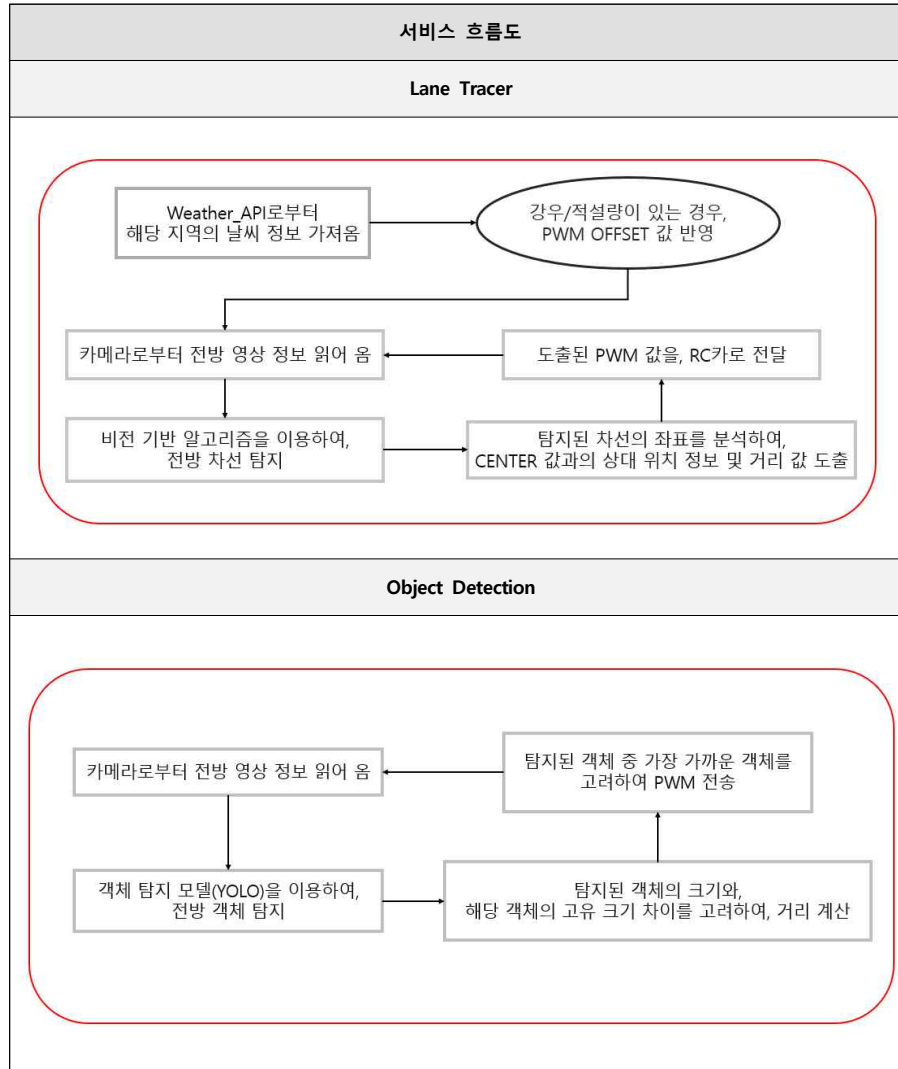 서비스 흐름도
Lane Tracer
Weather_API로부터
해당 지역의 날씨 정보 가져옴
강우/적설량이 있는 경우,
PWM OFFSET 값 반영
카메라로부터 전방 영상 정보 읽어 옴
도출된 PWM 값을, RC카로 전달
비전 기반 알고리즘을 이용하여,
전방 차선 탐지
탐지된 차선의 좌표를 분석하여,
CENTER 값과의 상대 위치 정보 및 거리 값 도출
Object Detection
카메라로부터 전방 영상 정보 읽어 옴
탐지된 객체 중 가장 가까운 객체를
고려하여 PWM 전송
객체 탐지 모델(YOLO)을 이용하여,
전방 객체 탐지
탐지된 객체의 크기와,
해당 객체의 고유 크기 차이를 고려하여, 거리 계산